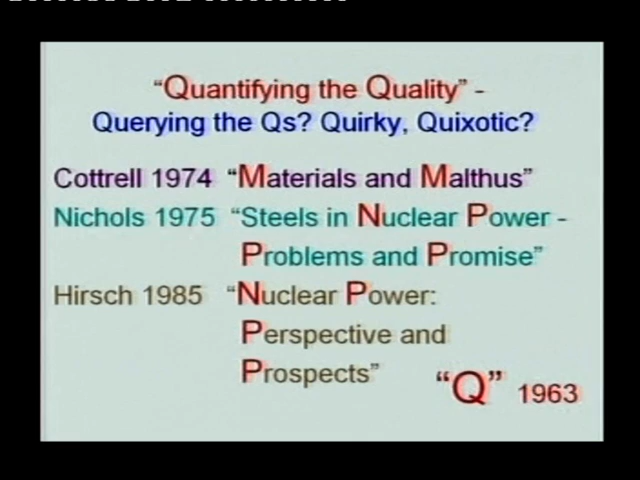 “Quantifying the Quality” -
Querying the Qs? Quirky, Quixotic?
Cottrell 1974 “Materials and Malthus”
Nichols 1975 “Steels in Nuclear Power -
Problems and Promise”
Hirsch 1985 “Nuclear Power:
Perspective and
Prospects”
“Q” 1963